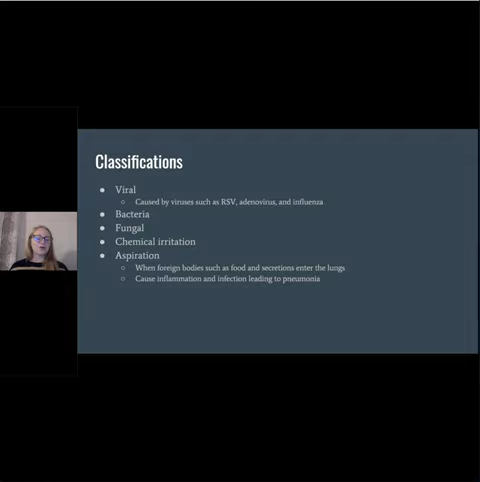 Classifications
Viral
Caused by viruses such as RSV, adenovirus, and influenza
Bacteria
Fungal
Chemical irritation
Aspiration
When foreign bodies such as food and secretions enter the lungs
Cause inflammation and infection leading to pneumonia